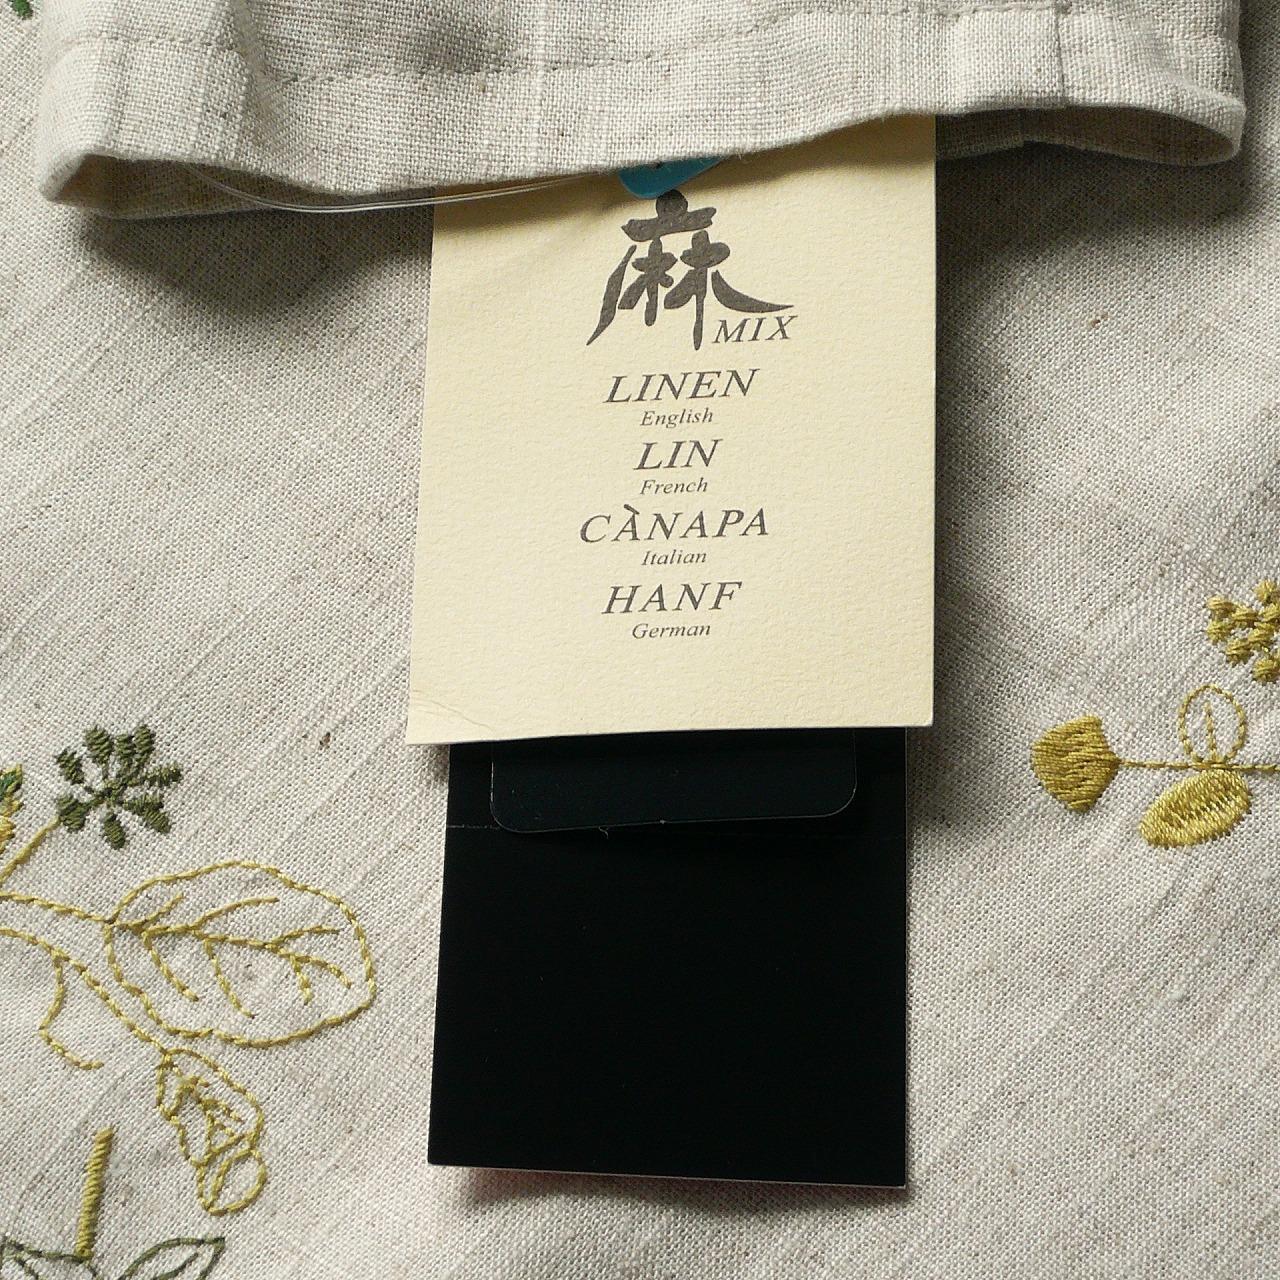 麻
MIX
LINEN
English
LIN
French
CÀNAPA
Italian
HANF
German